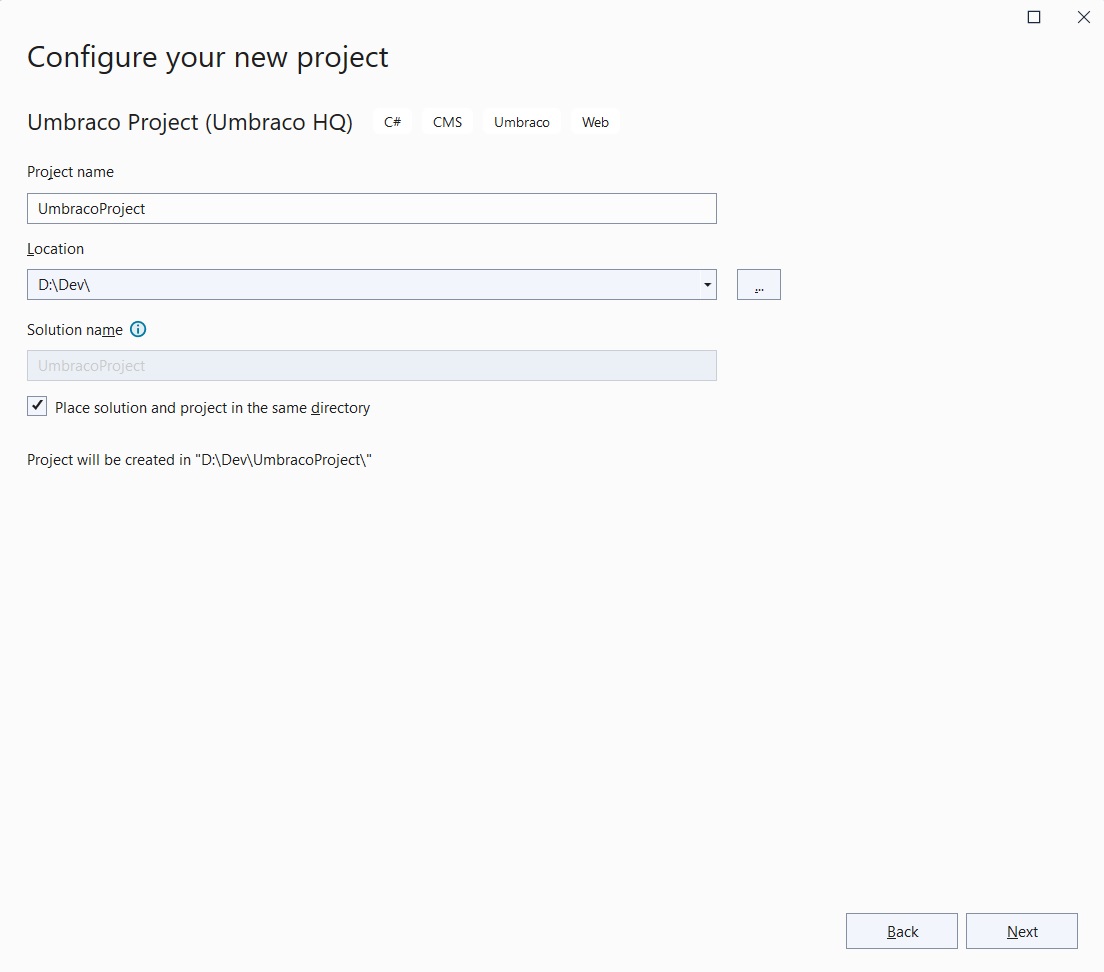 Configure your new project
Umbraco Project (Umbraco HQ) C# CMS Umbraco Web
Project name
UmbracoProject
Location
D:\Dev\
...
Solution name
UmbracoProject
Place solution and project in the same directory
Project will be created in "D:\Dev\UmbracoProject\"
Back Next